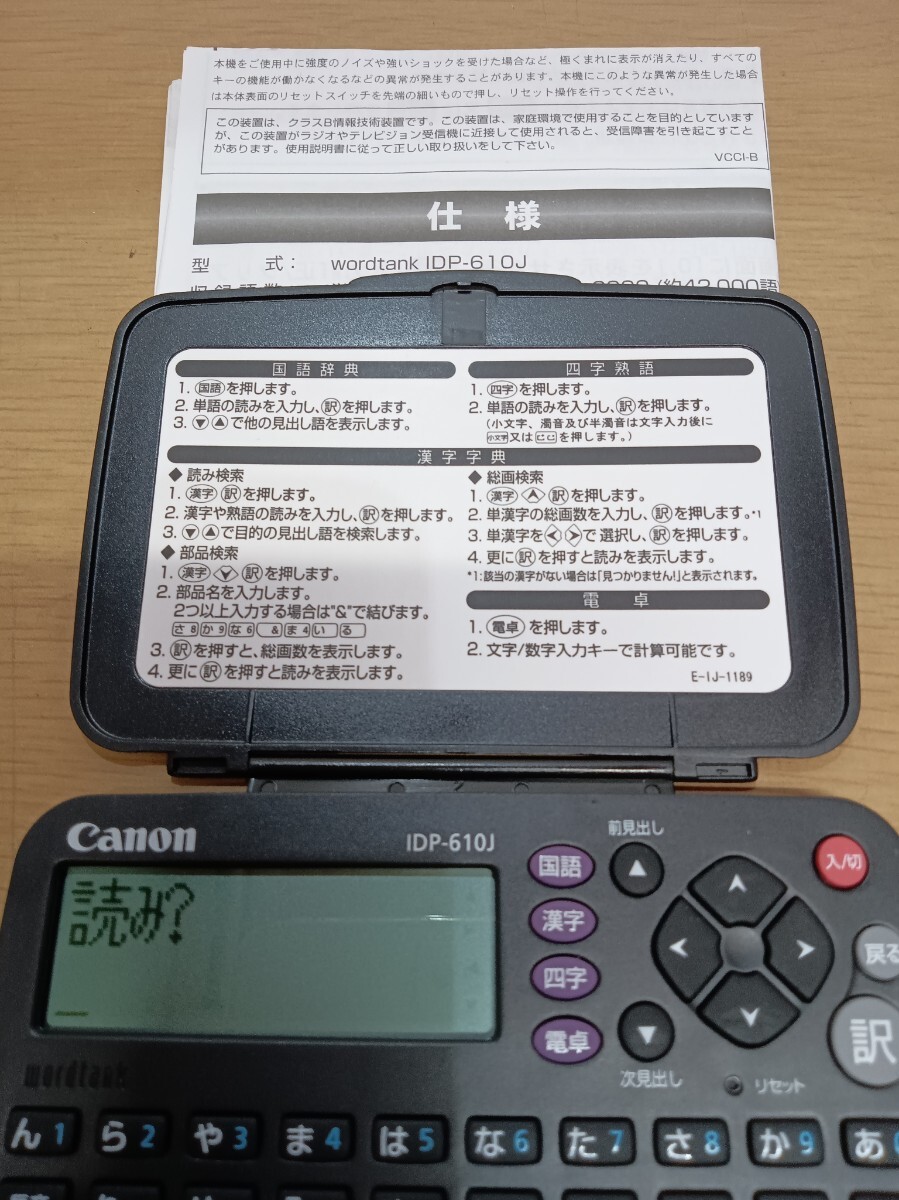 本機をご使用中に強度のノイズや強いショックを受けた場合など、極くまれに表示が消えたり、すべての
キーの機能が働かなくなるなどの異常が発生することがあります。本機にこのような異常が発生した場合
は本体表面のリセットスイッチを先端の細いもので押し、リセット操作を行ってください。
この装置は、クラスB情報技術装置です。この装置は、家庭環境で使用することを目的としています
が、この装置がラジオやテレビジョン受信機に近接して使用されると、受信障害を引き起こすこと
があります。使用説明書に従って正しい取り扱いをして下さい。
VCCI-B
仕様
型 式: wordtank IDP-610J
収録語数
/約42,000語
国語辞典
1. 国語を押します。
2. 単語の読みを入力し、訳を押します。
3. ▼▲で他の見出し語を表示します。
四字熟語
1. 四字を押します。
2. 単語の読みを入力し、訳を押します。
(小文字、濁音及び半濁音は文字入力後に
小文字又は を押します。)
漢字字典
◆ 読み検索
1. 漢字 訳を押します。
2. 漢字や熟語の読みを入力し、訳を押します。
3. ▼▲で目的の見出し語を検索します。
◆ 部品検索
1. 漢字 ∨ 訳を押します。
2. 部品名を入力します。
2つ以上入力する場合は"&"で結びます。
さ8 か9 な6 & ま4 い る
3. 訳を押すと、総画数を表示します。
4. 更に訳を押すと読みを表示します。
◆ 総画検索
1. 漢字 ∧ 訳を押します。
2. 単漢字の総画数を入力し、訳を押します。*1
3. 単漢字を<>で 選択し、訳を押します。
4. 更に訳を押すと読みを表示します。
*1:該当の漢字がない場合は「見つかりません!」と表示されます。
電卓
1. 電卓を押します。
2. 文字/数字入力キーで計算可能です。
E-IJ-1189
Canon
IDP-610J
読み?
wordtank
国語
漢字
四字
電卓
前見出し
▲
▼
次見出し
入/切
戻る
訳
リセット
ん1 ら2 や3 ま4 は5 な6 た7 さ8 か9 あ